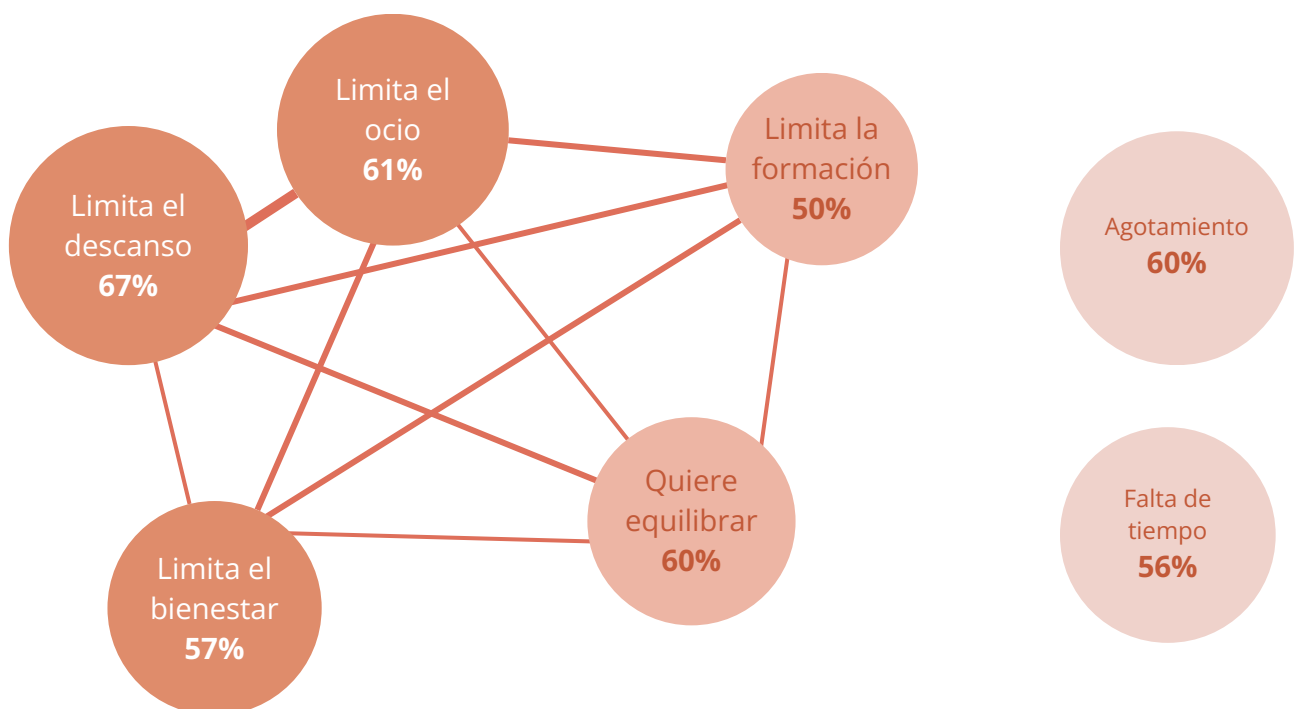 Limita el
ocio
61%
Limita la
formación
50%
Limita el
descanso
67%
Agotamiento
60%
Quiere
equilibrar
60%
Falta de
tiempo
56%
Limita el
bienestar
57%